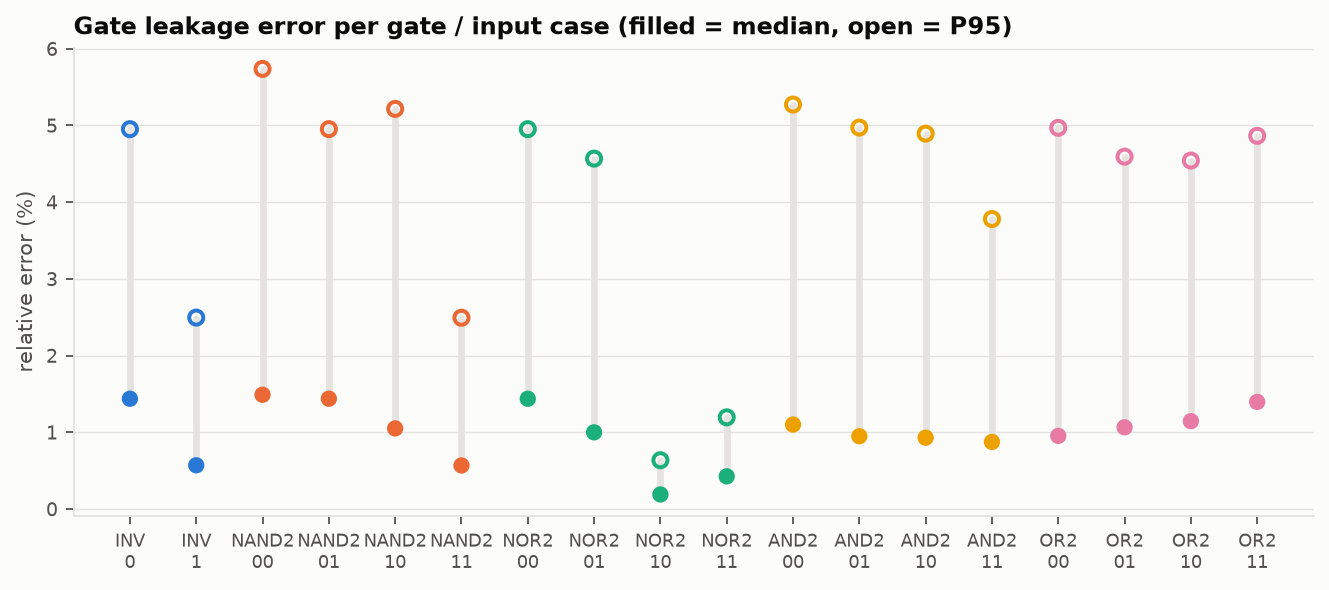 Gate leakage error per gate / input case (filled = median, open = P95)
relative error (%)
6
5
4
3
2
1
0
INV INV NAND2 NAND2 NAND2 NAND2 NOR2 NOR2 NOR2 NOR2 AND2 AND2 AND2 AND2 OR2 OR2 OR2 OR2
0 1 00 01 10 11 00 01 10 11 00 01 10 11 00 01 10 11